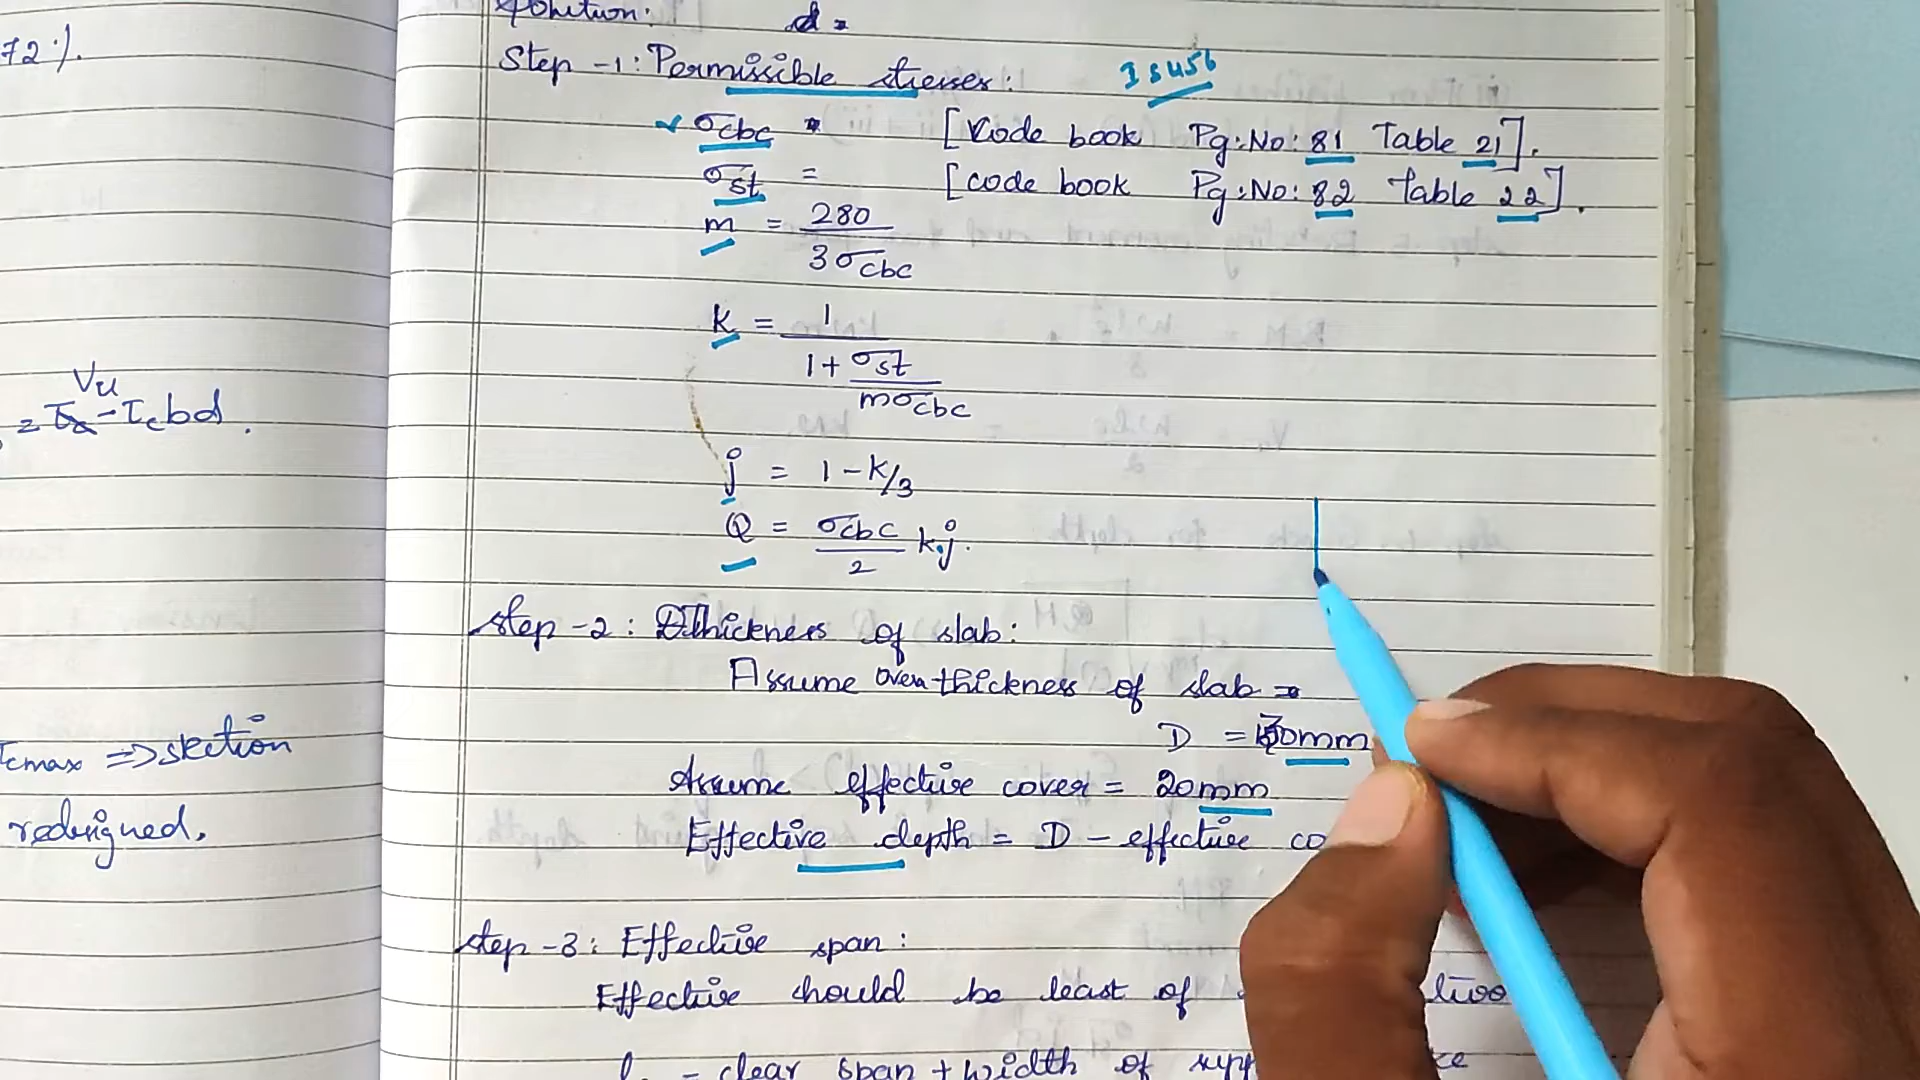 72 ).
Vu
= - τc bd .
τcmax => section
redesigned.
d =
Step -1: Permissible stresses:
IS 456
σcbc = [code book Pg.No: 81 Table 21].
σst = [code book Pg.No: 82 Table 22].
m = 280 / 3σcbc
K = 1 / 1 + σst / mσcbc
j = 1 - K/3
Q = σcbc / 2 k.j.
Step -2 : Thickness of slab:
Assume over thickness of slab =
D = mm
Assume effective cover = 20mm
Effective depth = D - effective co
Step -3: Effective span:
Effective should be least of two
- clear span + width of supp